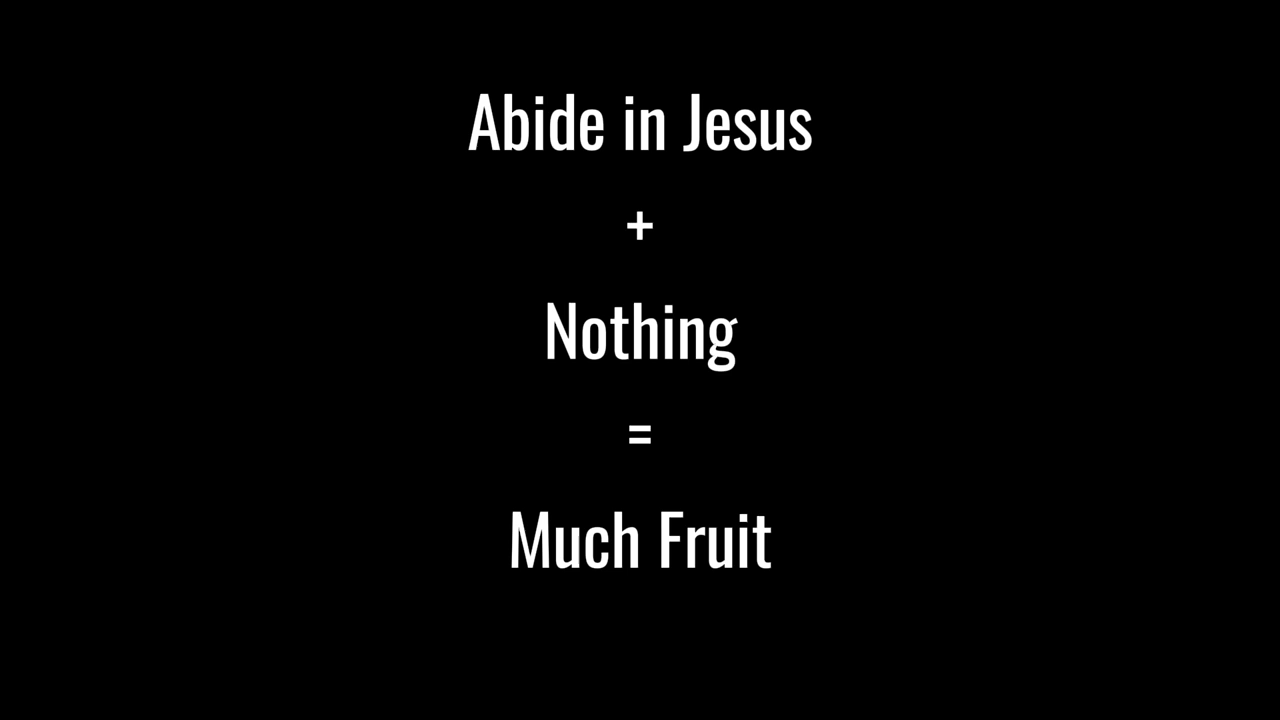 Abide in Jesus
+
Nothing
=
Much Fruit